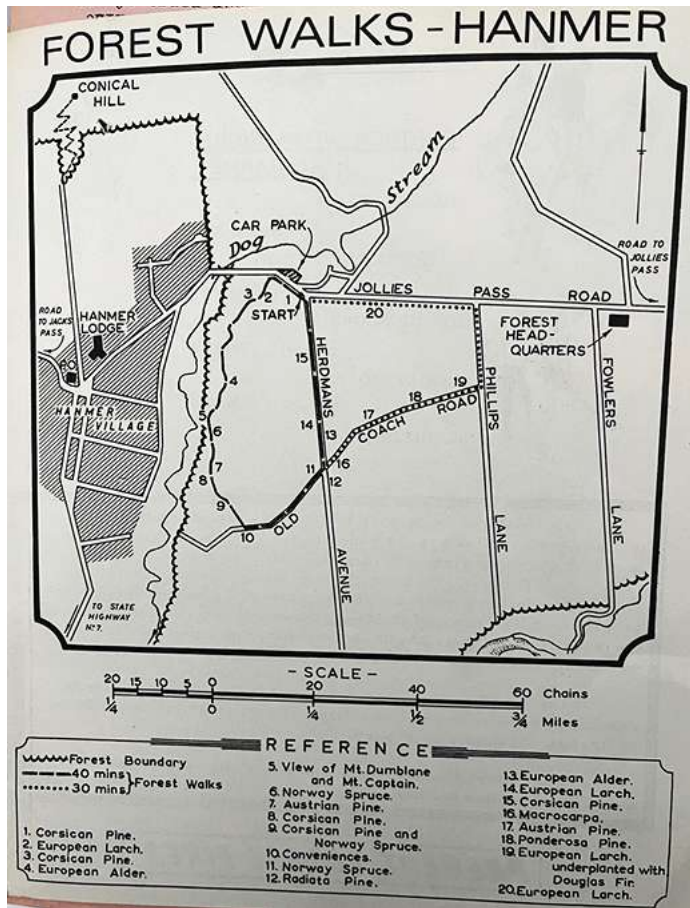 FOREST WALKS - HANMER
CONICAL
HILL
Dog
Stream
CAR PARK
ROAD TO
JOLLIES
PASS
JOLLIES PASS ROAD
START
1
2
3
4
5
6
7
8
9
10
11
12
13
14
15
16
17
18
19
20
ROAD
TO JACKS
PASS
HANMER
LODGE
P.O.
HANMER
VILLAGE
FOREST
HEAD-
QUARTERS
HERDMANS
AVENUE
OLD COACH ROAD
PHILLIPS
LANE
FOWLERS
LANE
TO STATE
HIGHWAY
No7.
- SCALE -
20 15 10 5 0 20 40 60 Chains
1/4 0 1/4 1/2 3/4 Miles
REFERENCE
Forest Boundary
40 mins } Forest Walks
30 mins
1. Corsican Pine.
2. European Larch.
3. Corsican Pine.
4. European Alder.
5. View of Mt. Dumblane
and Mt. Captain.
6. Norway Spruce.
7. Austrian Pine.
8. Corsican Pine.
9. Corsican Pine and
Norway Spruce.
10. Conveniences.
11. Norway Spruce.
12. Radiata Pine.
13. European Alder.
14. European Larch.
15. Corsican Pine.
16. Macrocarpa.
17. Austrian Pine.
18. Ponderosa Pine.
19. European Larch.
underplanted with
Douglas Fir.
20. European Larch.